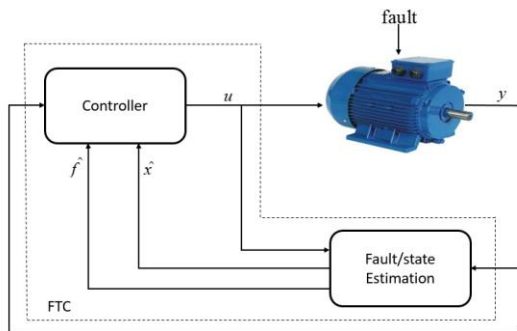 fault
Controller
u
y
f̂
x̂
Fault/state
Estimation
FTC